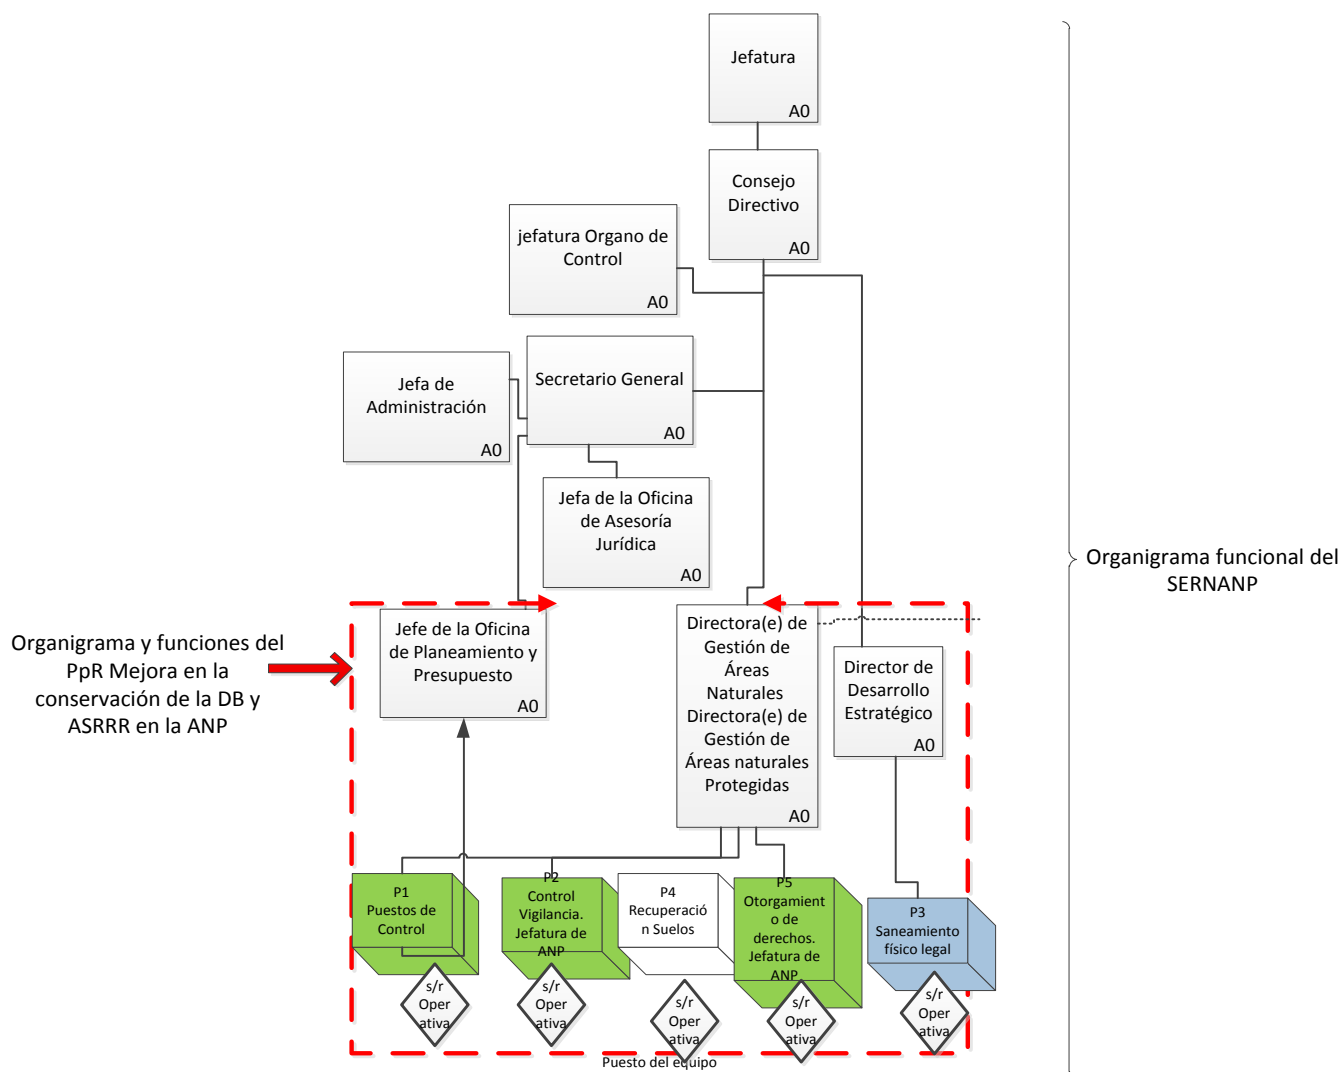 Jefatura
A0
Consejo
Directivo
A0
jefatura Organo de
Control
A0
Secretario General
A0
Jefa de
Administración
A0
Jefa de la Oficina
de Asesoría
Jurídica
A0
Organigrama funcional del
SERNANP
Organigrama y funciones del
PpR Mejora en la
conservación de la DB y
ASRRR en la ANP
Jefe de la Oficina
de Planeamiento y
Presupuesto
A0
Directora(e) de
Gestión de
Áreas
Naturales
Directora(e) de
Gestión de
Áreas naturales
Protegidas
A0
Director de
Desarrollo
Estratégico
A0
P1
Puestos de
Control
P2
Control
Vigilancia.
Jefatura de
ANP
P4
Recuperació
n Suelos
P5
Otorgamient
o de
derechos.
Jefatura de
ANP
P3
Saneamiento
físico legal
s/r
Oper
ativa
s/r
Oper
ativa
s/r
Oper
ativa
s/r
Oper
ativa
s/r
Oper
ativa
Puesto del equipo